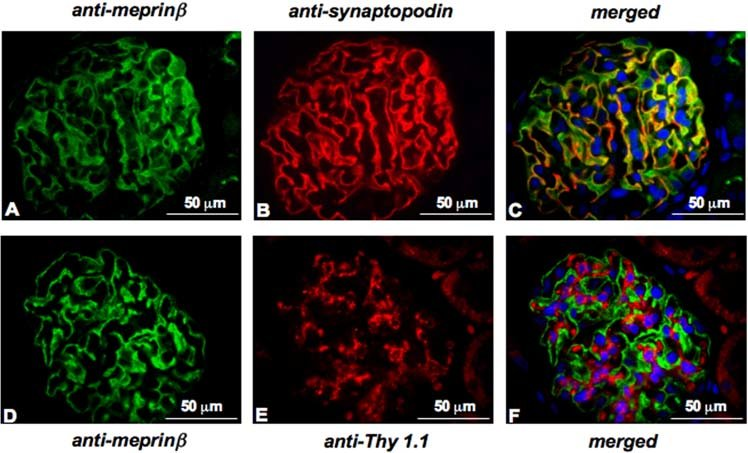 anti-meprinβ anti-synaptopodin merged
A 50 μm B 50 μm C 50 μm
D 50 μm E 50 μm F 50 μm
anti-meprinβ anti-Thy 1.1 merged